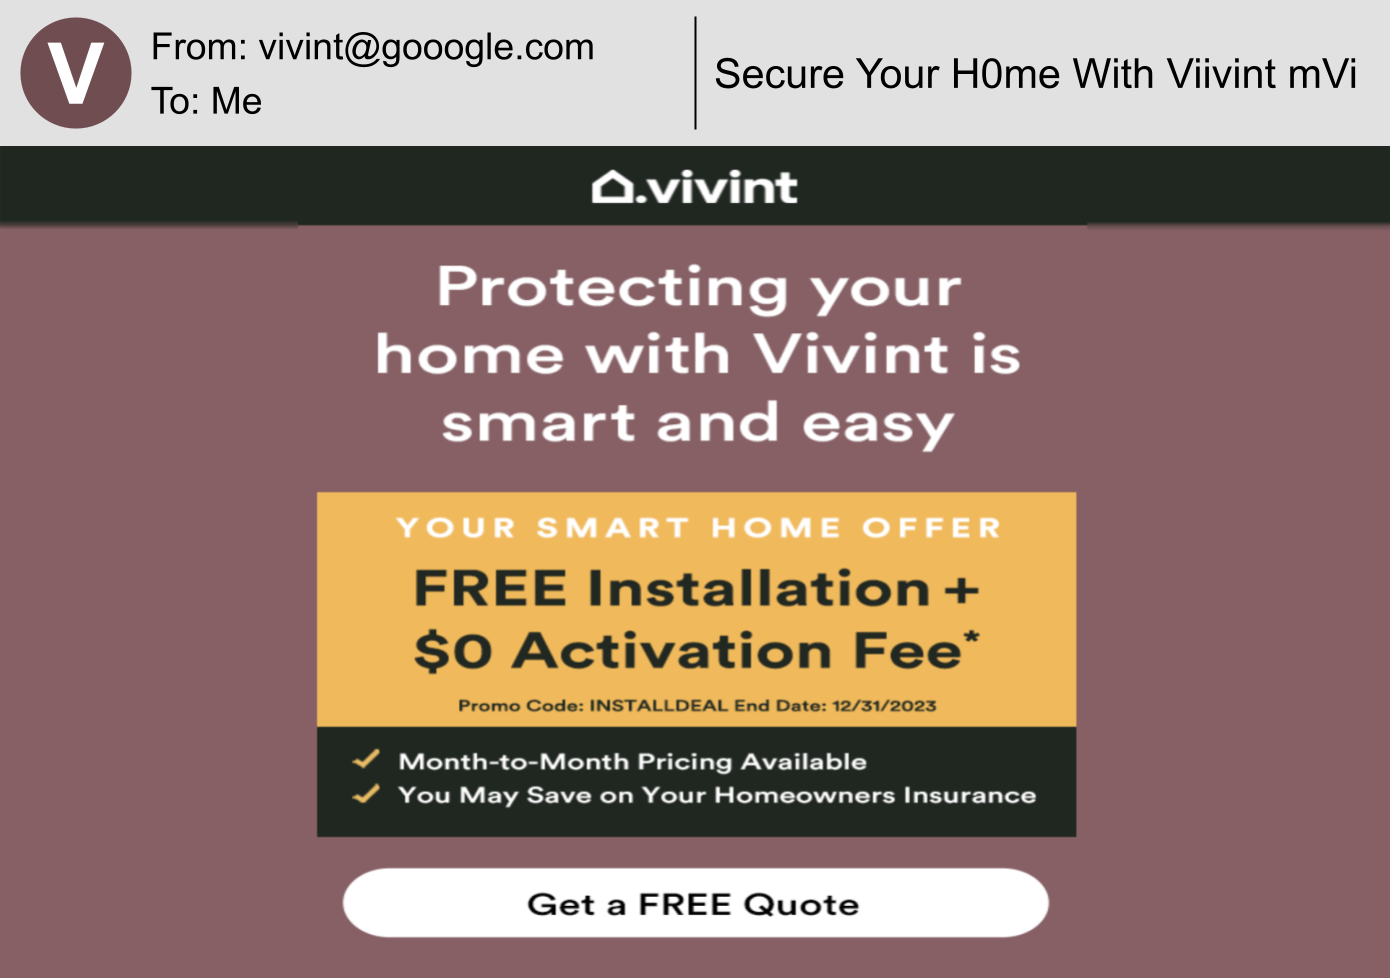 V
From: vivint@gooogle.com
To: Me
Secure Your H0me With Viivint mVi
.vivint
Protecting your
home with Vivint is
smart and easy
YOUR SMART HOME OFFER
FREE Installation +
$0 Activation Fee*
Promo Code: INSTALLDEAL End Date: 12/31/2023
Month-to-Month Pricing Available
You May Save on Your Homeowners Insurance
Get a FREE Quote